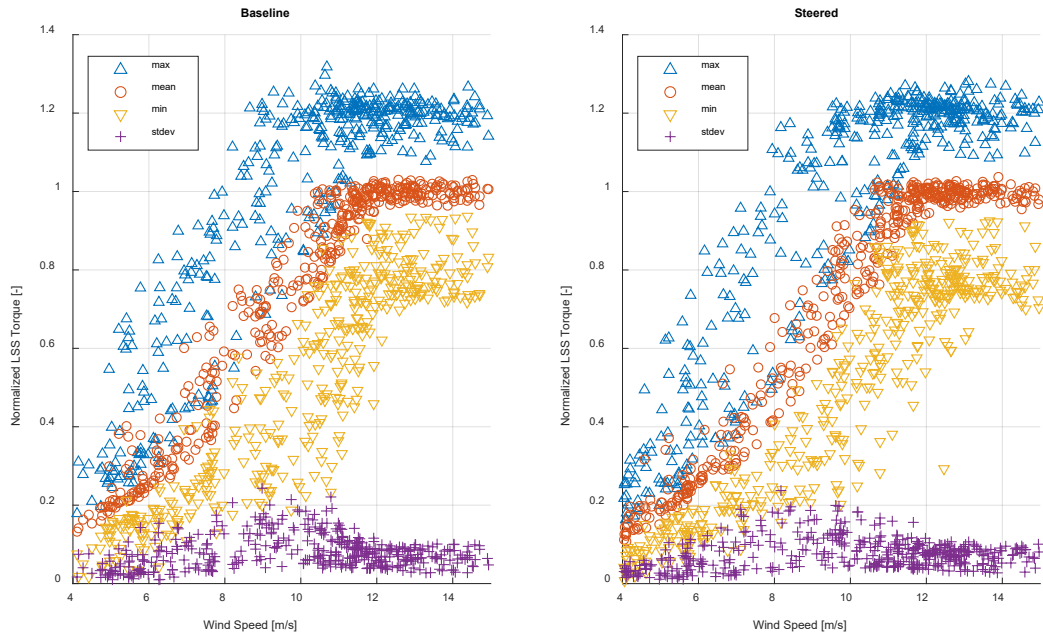 Baseline
1.4
1.2
1
0.8
0.6
0.4
0.2
0
4
6
8
10
12
14
max
mean
min
stdev
Normalized LSS Torque [-]
Wind Speed [m/s]
Steered
1.4
1.2
1
0.8
0.6
0.4
0.2
0
4
6
8
10
12
14
max
mean
min
stdev
Normalized LSS Torque [-]
Wind Speed [m/s]